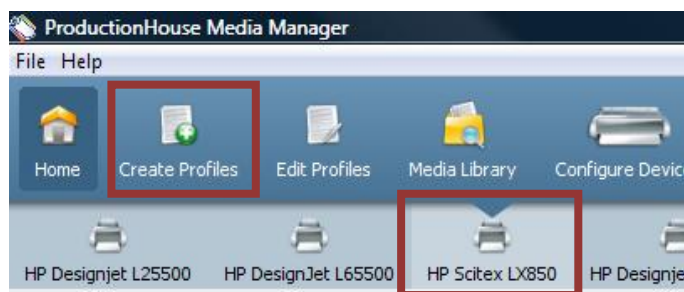 ProductionHouse Media Manager
File Help
Home Create Profiles Edit Profiles Media Library Configure Devic
HP Designjet L25500 HP DesignJet L65500 HP Scitex LX850 HP Designje